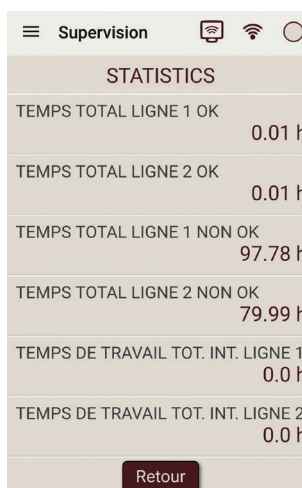 Supervision
STATISTICS
TEMPS TOTAL LIGNE 1 OK
0.01 h
TEMPS TOTAL LIGNE 2 OK
0.01 h
TEMPS TOTAL LIGNE 1 NON OK
97.78 h
TEMPS TOTAL LIGNE 2 NON OK
79.99 h
TEMPS DE TRAVAIL TOT. INT. LIGNE 1
0.0 h
TEMPS DE TRAVAIL TOT. INT. LIGNE 2
0.0 h
Retour